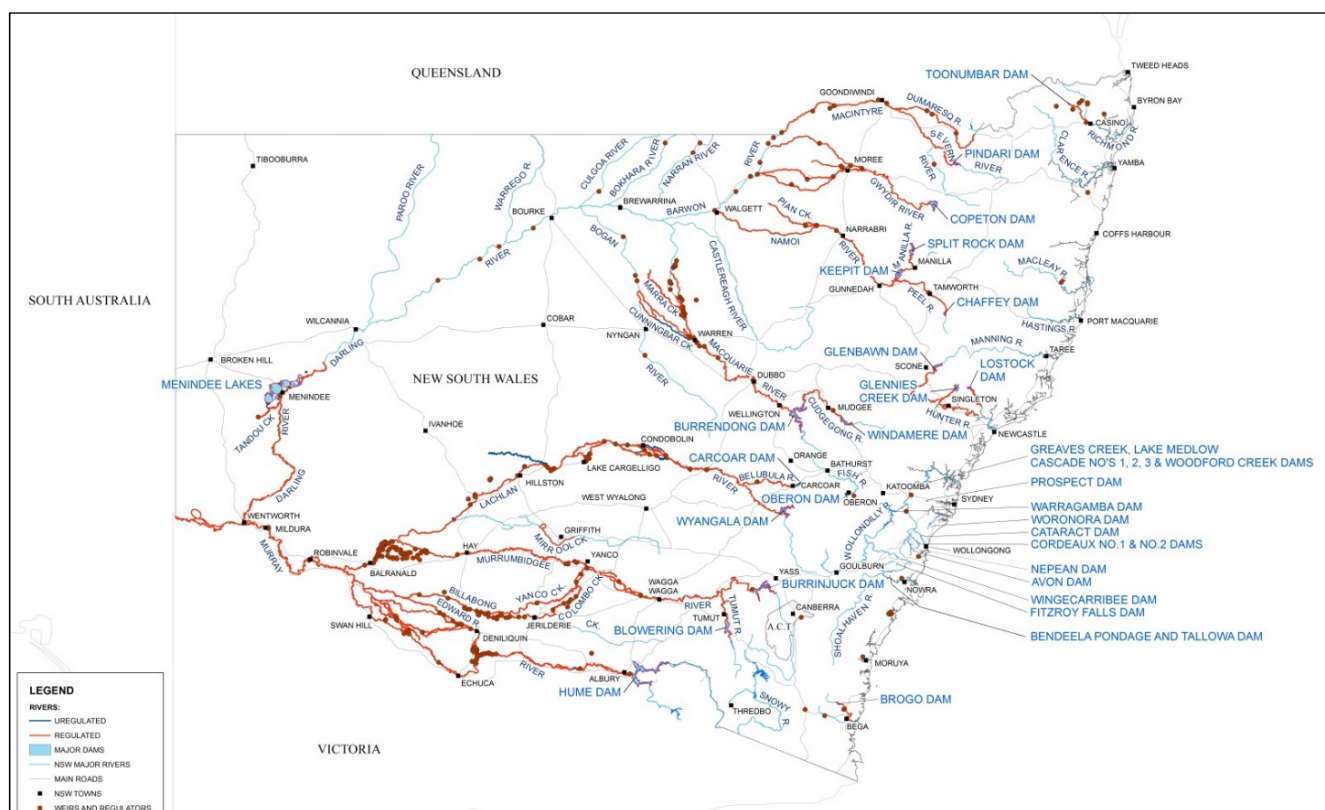 QUEENSLAND
TOONUMBAR DAM
TWEED HEADS
GOONDIWINDI
DUMARESQ R.
MACINTYRE
BYRON BAY
CASINO
RICHMOND R.
CLARENCE R.
YAMBA
SEVERN
RIVER
RIVER
PINDARI DAM
TIBOOBURRA
PAROO RIVER
WARREGO R.
CULGOA RIVER
BOKHARA RIVER
NARRAN RIVER
RIVER
MOREE
GWYDIR RIVER
COPETON DAM
BOURKE
BREWARRINA
BARWON
WALGETT
PIAN CK.
NAMOI
NARRABRI
RIVER
MANILLA R.
SPLIT ROCK DAM
COFFS HARBOUR
BOGAN
RIVER
CASTLEREAGH RIVER
KEEPIT DAM
MANILLA
MACLEAY R.
GUNNEDAH
TAMWORTH
PEEL R.
CHAFFEY DAM
SOUTH AUSTRALIA
MARRA CK
CUNNINGBAR CK
WILCANNIA
COBAR
NYNGAN
WARREN
MACQUARIE
RIVER
HASTINGS R.
PORT MACQUARIE
MANNING R.
TAREE
BROKEN HILL
DARLING
GLENBAWN DAM
SCONE
LOSTOCK
DAM
MENINDEE LAKES
NEW SOUTH WALES
RIVER
DUBBO
GLENNIES
CREEK DAM
SINGLETON
MENINDEE
RIVER
TANDOU CK
WELLINGTON
MUDGEE
CUDGEGONG R.
HUNTER R.
IVANHOE
BURRENDONG DAM
WINDAMERE DAM
NEWCASTLE
CONDOBOLIN
LAKE CARGELLIGO
CARCOAR DAM
ORANGE
BATHURST
GREAVES CREEK, LAKE MEDLOW
CASCADE NO'S 1, 2, 3 & WOODFORD CREEK DAMS
HILLSTON
LACHLAN
BELUBULA R.
CARCOAR
FISH R.
KATOOMBA
PROSPECT DAM
DARLING
RIVER
OBERON DAM
OBERON
SYDNEY
WEST WYALONG
WYANGALA DAM
WOLLONDILLY R.
WARRAGAMBA DAM
WENTWORTH
MILDURA
GRIFFITH
MIRROOL CK
WORONORA DAM
CATARACT DAM
CORDEAUX NO.1 & NO.2 DAMS
MURRAY
ROBINVALE
HAY
YANCO
WOLLONGONG
BALRANALD
MURRUMBIDGEE
YASS
GOULBURN
NEPEAN DAM
AVON DAM
BURRINJUCK DAM
BILLABONG
YANCO CK.
COLOMBO CK.
WAGGA
WAGGA
RIVER
NOWRA
WINGECARRIBEE DAM
FITZROY FALLS DAM
SWAN HILL
EDWARD R.
JERILDERIE
CK.
TUMUT
TUMUT R.
CANBERRA
A.C.T
SHOALHAVEN R.
BENDEELA PONDAGE AND TALLOWA DAM
DENILIQUIN
BLOWERING DAM
RIVER
ALBURY
MORUYA
ECHUCA
HUME DAM
SNOWY
R.
BROGO DAM
THREDBO
BEGA
VICTORIA
LEGEND
RIVERS:
UREGULATED
REGULATED
MAJOR DAMS
NSW MAJOR RIVERS
MAIN ROADS
NSW TOWNS
WEIRS AND REGULATORS